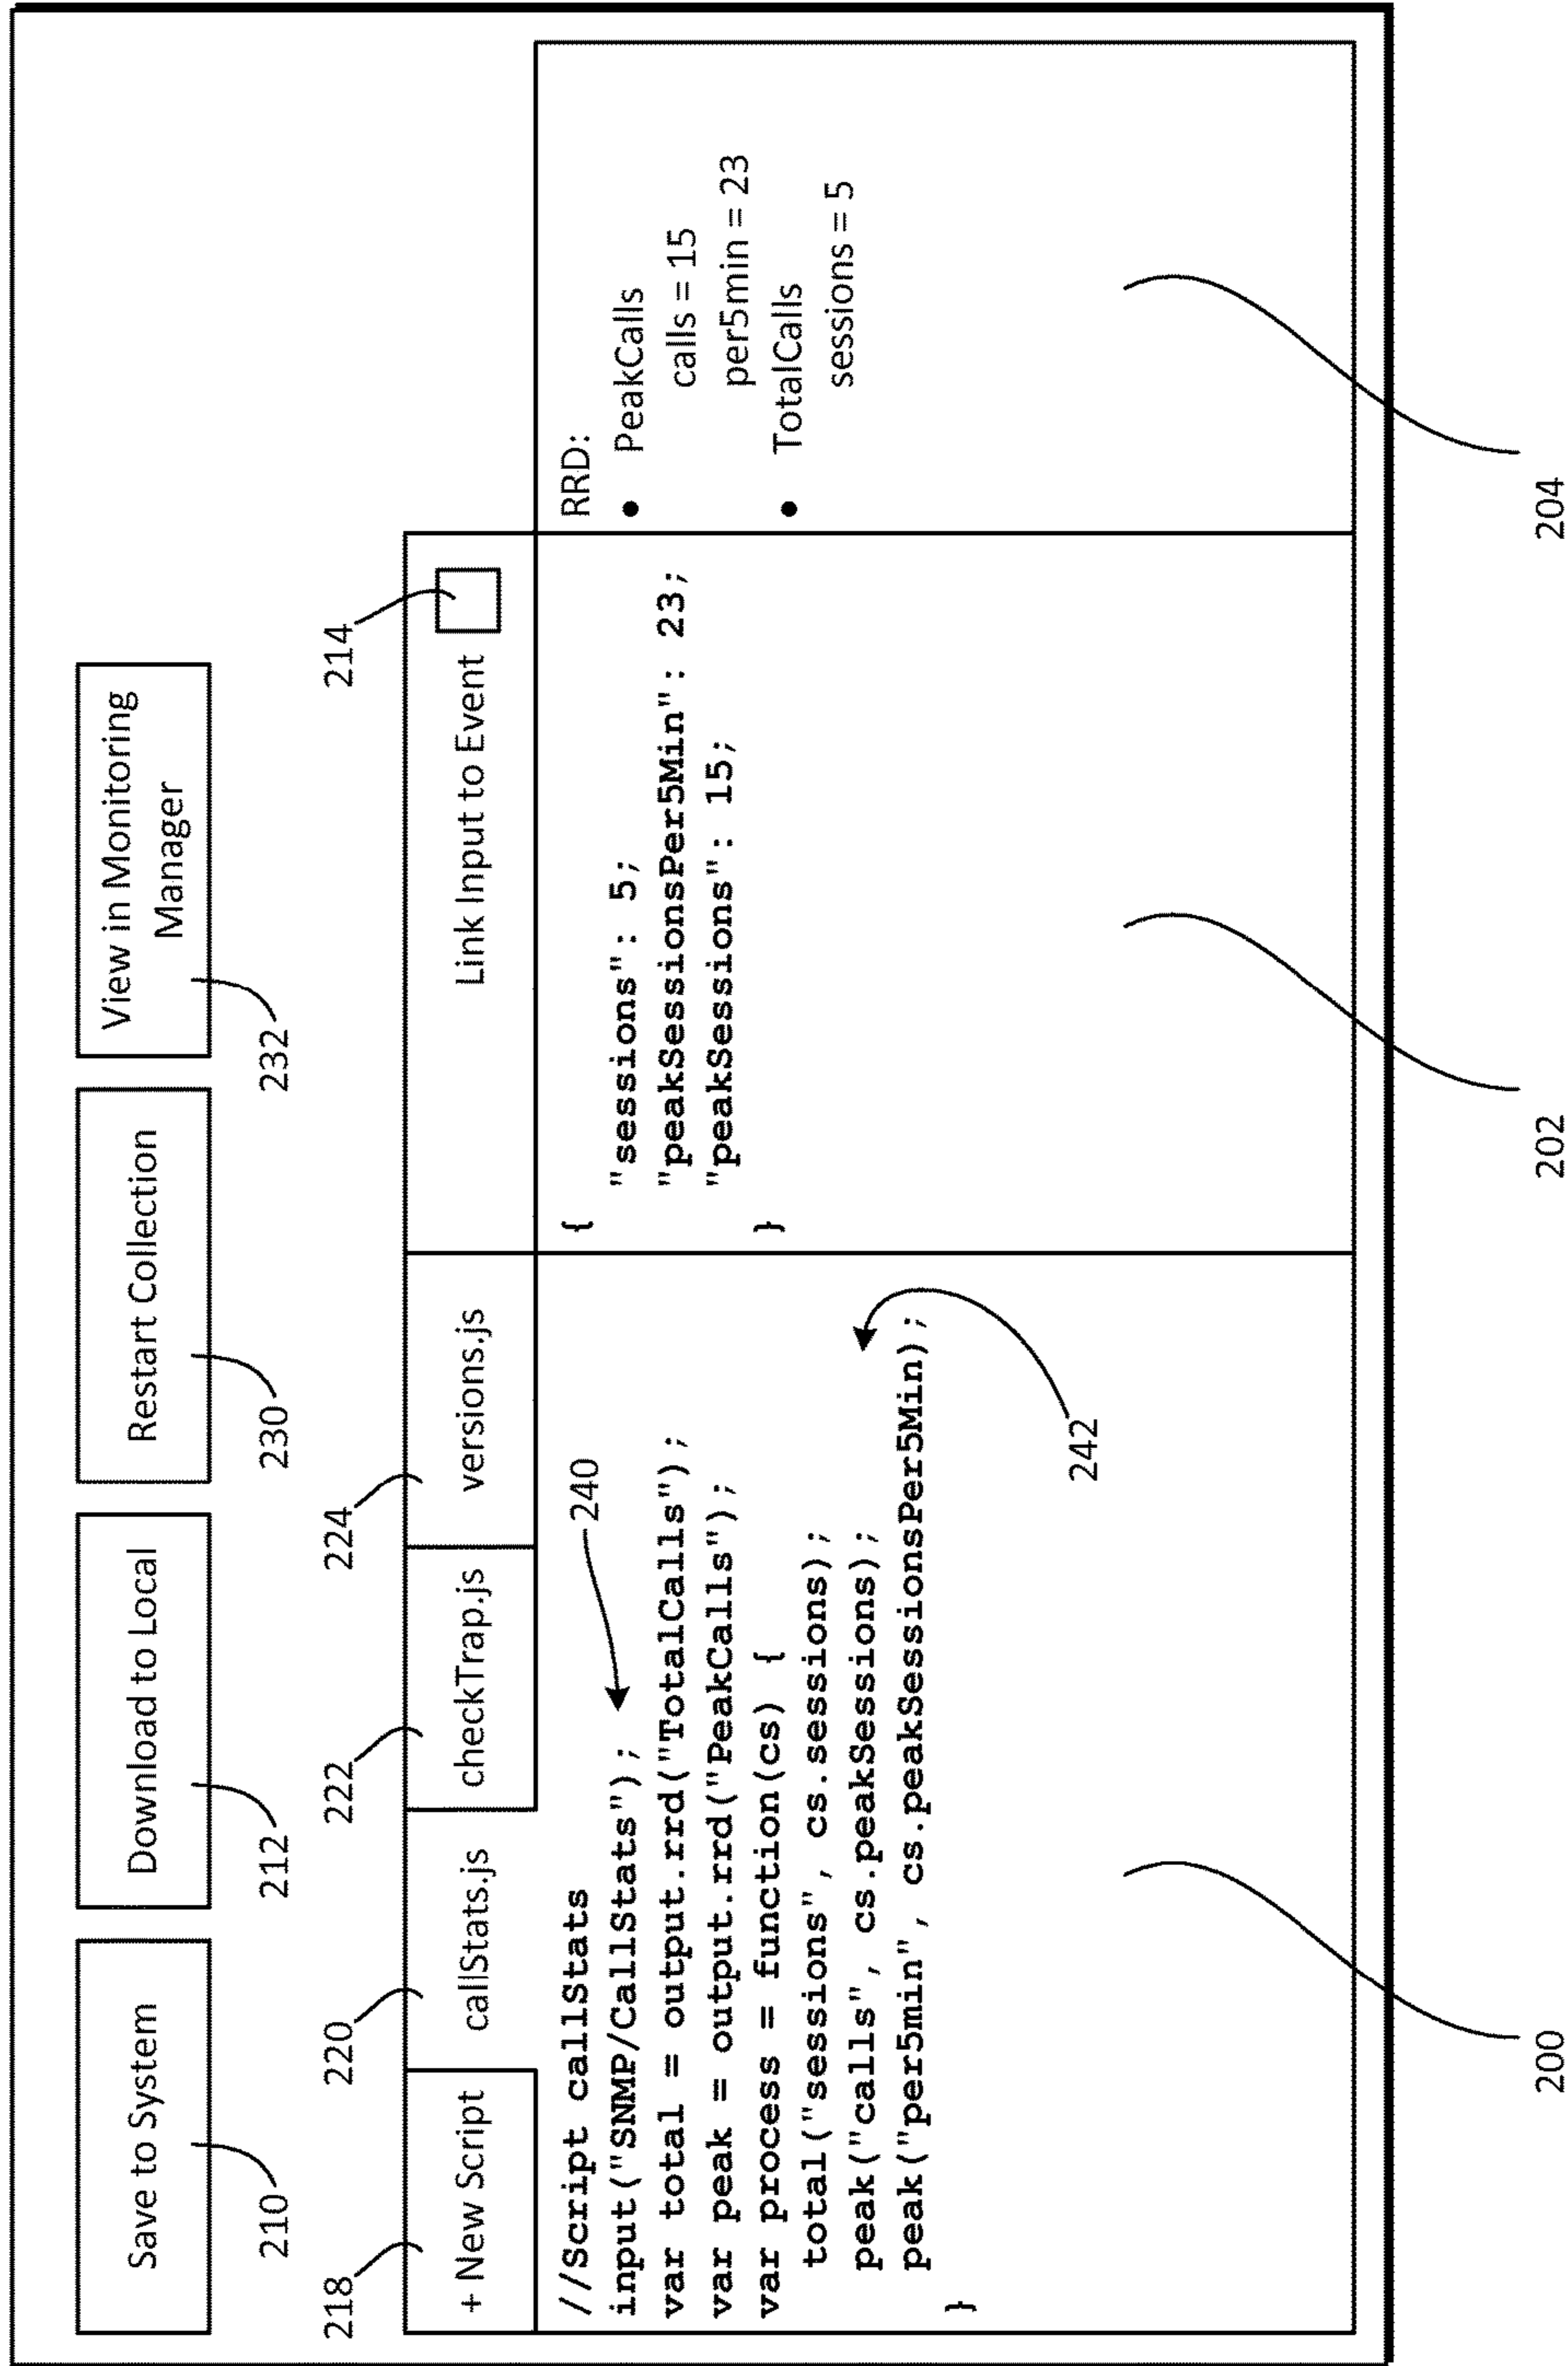 Save to System
Download to Local
Restart Collection
View in Monitoring
Manager
210
212
230
232
218
220
222
224
214
+ New Script
callStats.js
checkTrap.js
versions.js
Link Input to Event
//Script callStats
input("SNMP/CallStats");
240
var total = output.rrd("TotalCalls");
var peak = output.rrd("PeakCalls");
var process = function(cs) {
total("sessions", cs.sessions);
peak("calls", cs.peakSessions);
peak("per5min", cs.peakSessionsPer5Min);
}
242
{
"sessions": 5;
"peakSessionsPer5Min": 23;
"peakSessions": 15;
}
RRD:
• PeakCalls
calls = 15
per5min = 23
• TotalCalls
sessions = 5
200
202
204